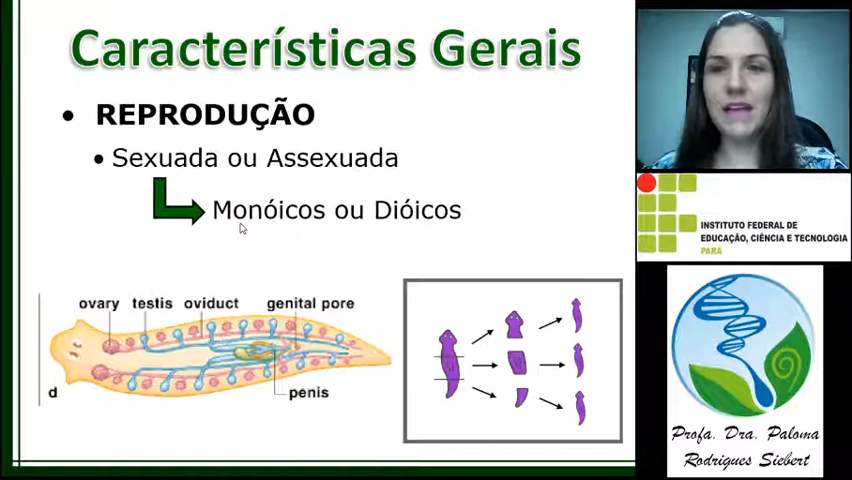 Características Gerais
• REPRODUÇÃO
• Sexuada ou Assexuada
Monóicos ou Dióicos
ovary testis oviduct genital pore
d
penis
INSTITUTO FEDERAL DE
EDUCAÇÃO, CIÊNCIA E TECNOLOGIA
PARÁ
Profa. Dra. Paloma
Rodrigues Siebert